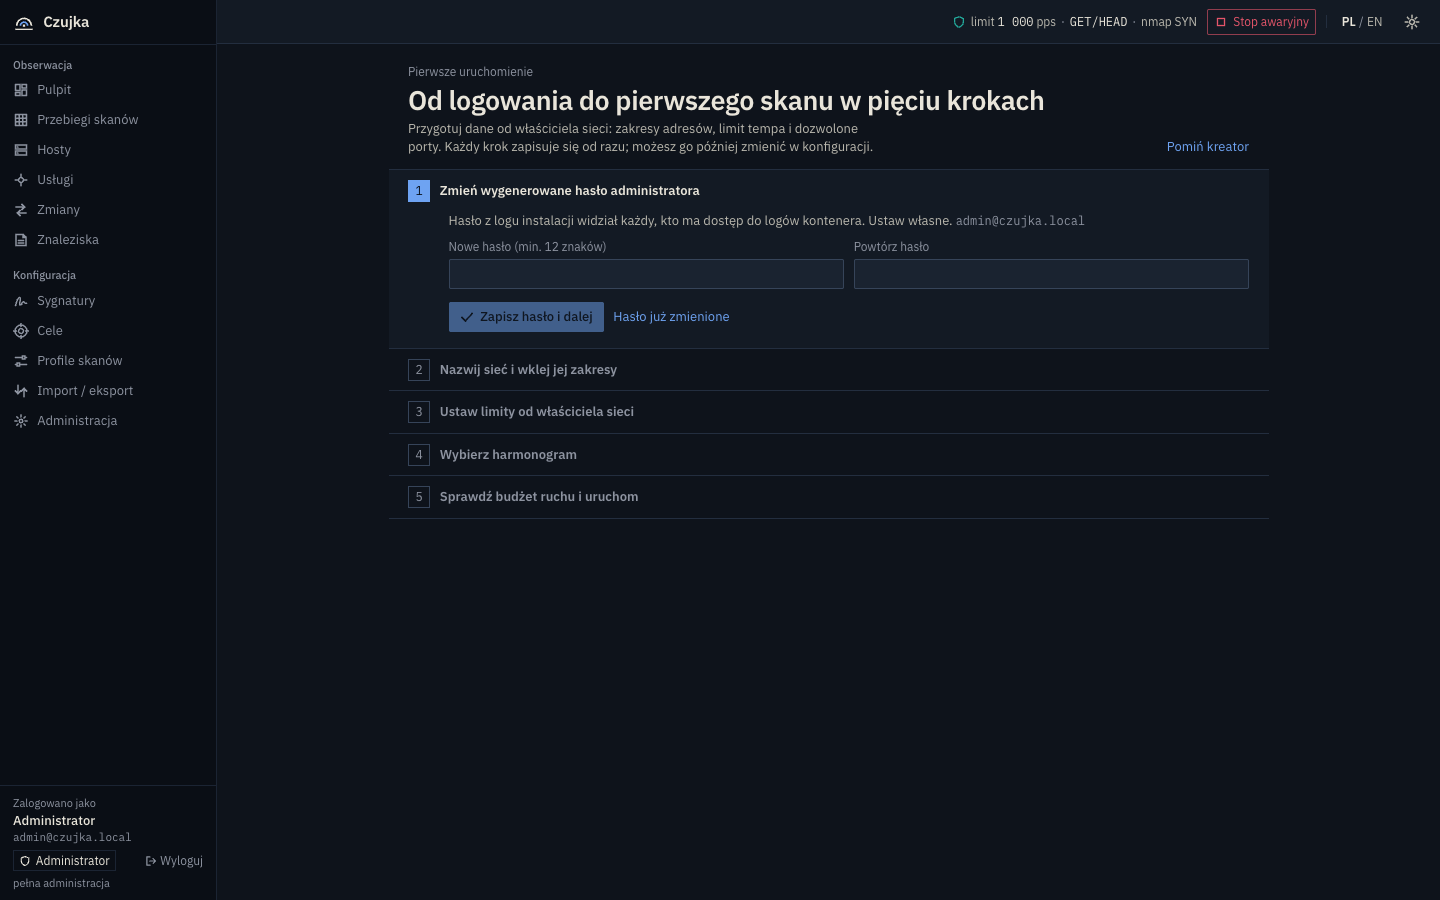 Czujka
limit 1 000 pps · GET/HEAD · nmap SYN
Stop awaryjny
PL / EN
Obserwacja
Pulpit
Przebiegi skanów
Hosty
Usługi
Zmiany
Znaleziska
Konfiguracja
Sygnatury
Cele
Profile skanów
Import / eksport
Administracja
Zalogowano jako
Administrator
admin@czujka.local
Administrator
Wyloguj
pełna administracja
Pierwsze uruchomienie
Od logowania do pierwszego skanu w pięciu krokach
Przygotuj dane od właściciela sieci: zakresy adresów, limit tempa i dozwolone
porty. Każdy krok zapisuje się od razu; możesz go później zmienić w konfiguracji.
Pomiń kreator
1 Zmień wygenerowane hasło administratora
Hasło z logu instalacji widział każdy, kto ma dostęp do logów kontenera. Ustaw własne. admin@czujka.local
Nowe hasło (min. 12 znaków)
Powtórz hasło
Zapisz hasło i dalej
Hasło już zmienione
2 Nazwij sieć i wklej jej zakresy
3 Ustaw limity od właściciela sieci
4 Wybierz harmonogram
5 Sprawdź budżet ruchu i uruchom